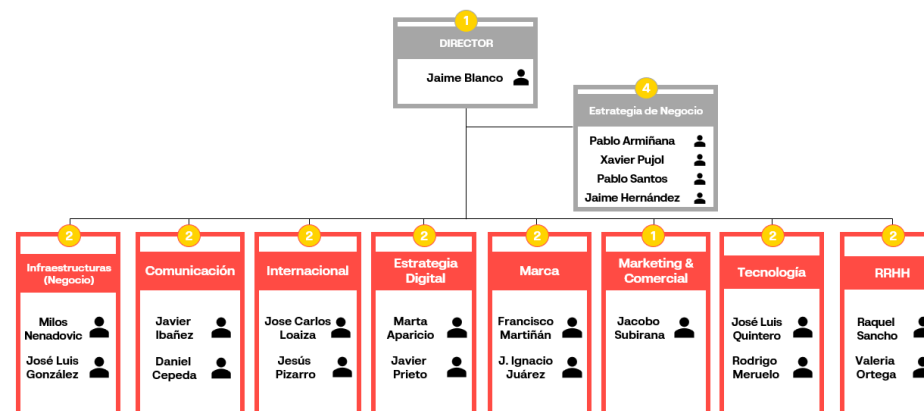 1
DIRECTOR
Jaime Blanco
4
Estrategia de Negocio
Pablo Armiñana
Xavier Pujol
Pablo Santos
Jaime Hernández
2
Infraestructuras
(Negocio)
Milos
Nenadovic
José Luis
González
2
Comunicación
Javier
Ibañez
Daniel
Cepeda
2
Internacional
Jose Carlos
Loaiza
Jesús
Pizarro
2
Estrategia
Digital
Marta
Aparicio
Javier
Prieto
2
Marca
Francisco
Martiñán
J. Ignacio
Juárez
1
Marketing &
Comercial
Jacobo
Subirana
2
Tecnología
José Luis
Quintero
Rodrigo
Meruelo
2
RRHH
Raquel
Sancho
Valeria
Ortega